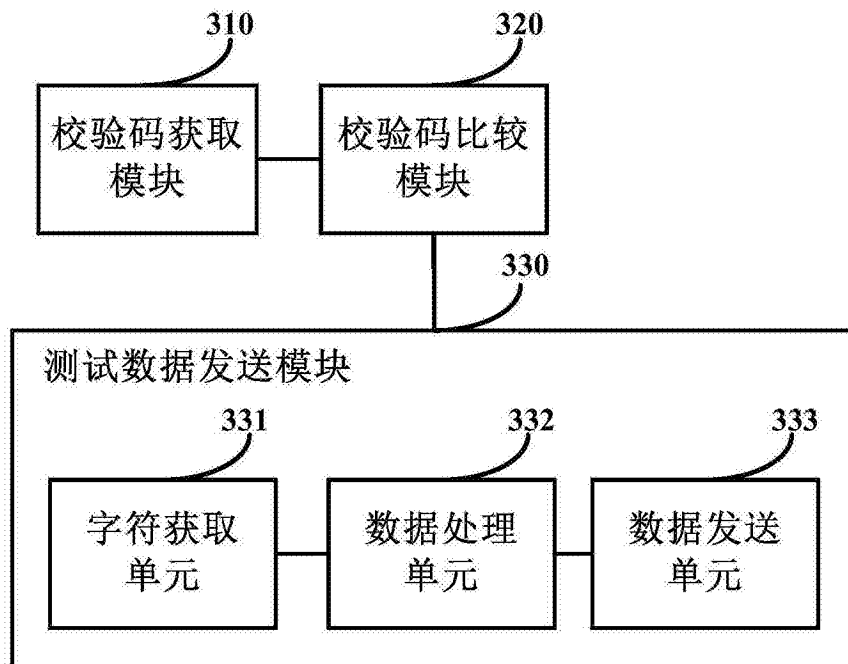 310
320
校验码获取
模块
校验码比较
模块
330
测试数据发送模块
331
332
333
字符获取
单元
数据处理
单元
数据发送
单元